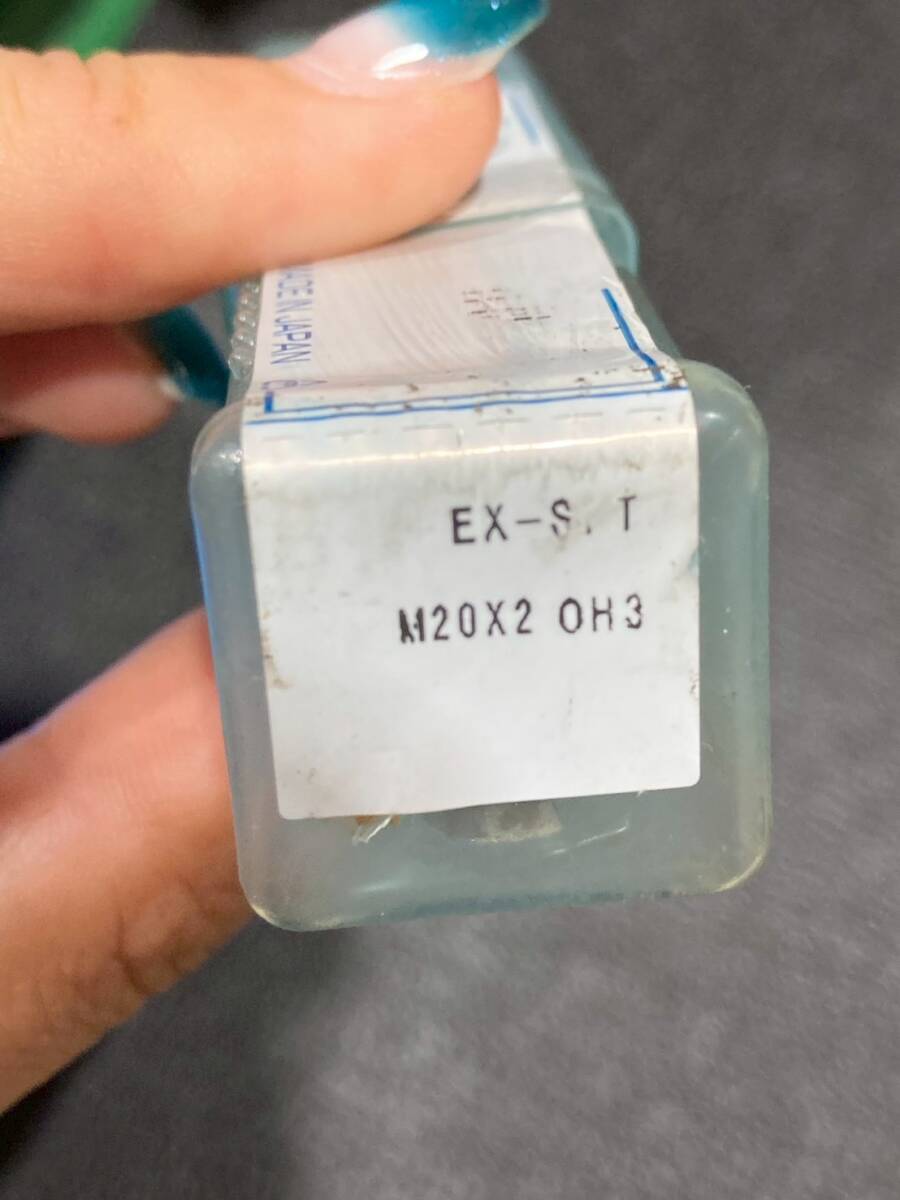 MADE IN JAPAN
EX-S.T
M20X2 OH3